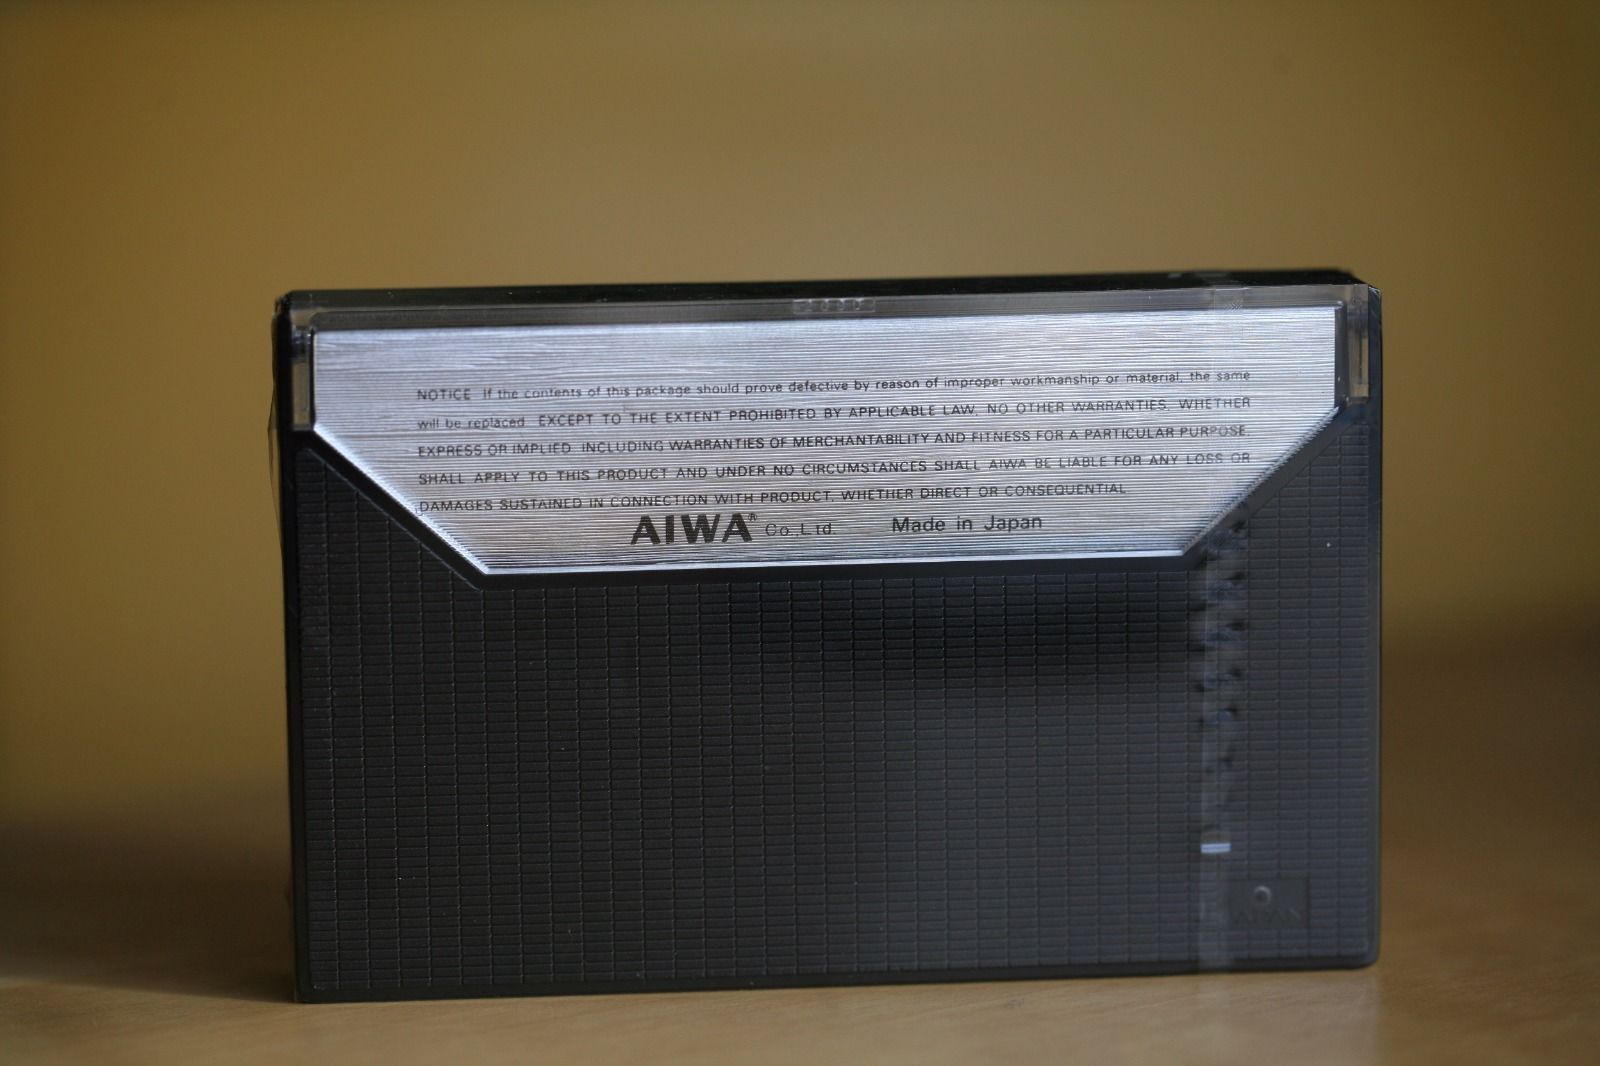 NOTICE If the contents of this package should prove defective by reason of improper workmanship or material, the same
will be replaced EXCEPT TO THE EXTENT PROHIBITED BY APPLICABLE LAW, NO OTHER WARRANTIES, WHETHER
EXPRESS OR IMPLIED INCLUDING WARRANTIES OF MERCHANTABILITY AND FITNESS FOR A PARTICULAR PURPOSE.
SHALL APPLY TO THIS PRODUCT AND UNDER NO CIRCUMSTANCES SHALL AIWA BE LIABLE FOR ANY LOSS OR
DAMAGES SUSTAINED IN CONNECTION WITH PRODUCT, WHETHER DIRECT OR CONSEQUENTIAL
AIWA® Co.,Ltd. Made in Japan